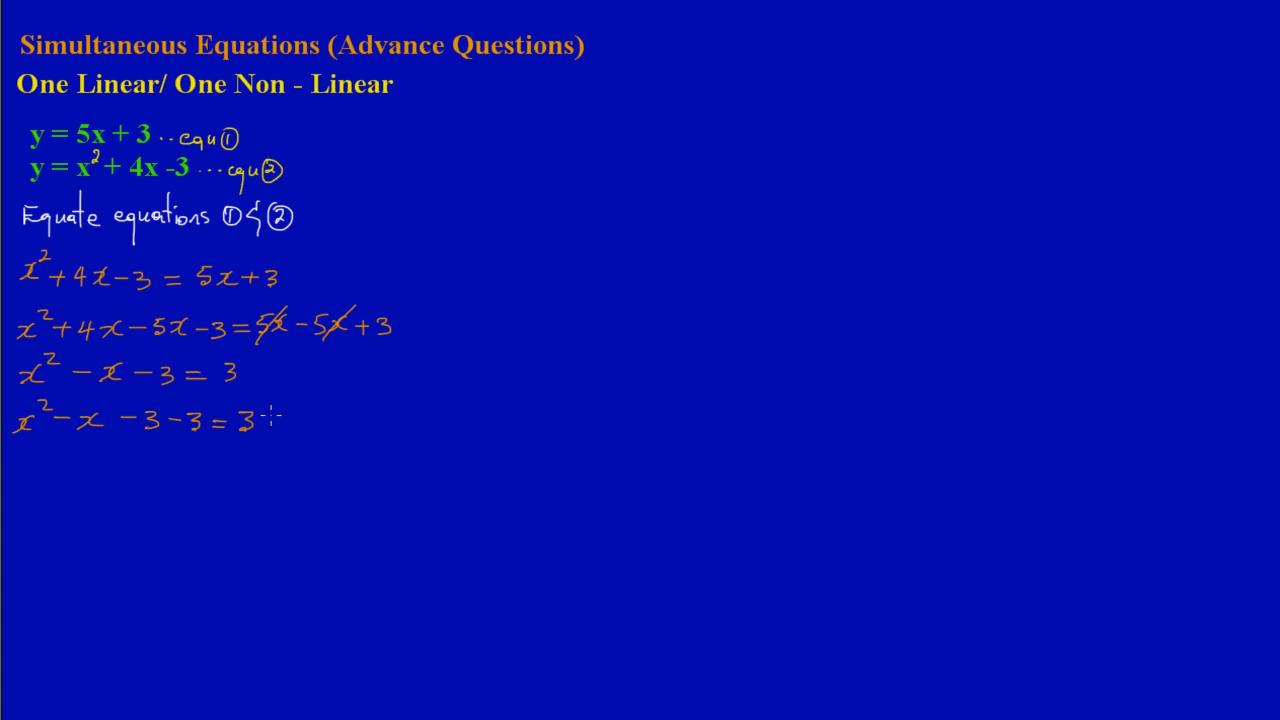 Simultaneous Equations (Advance Questions)
One Linear/ One Non - Linear
y = 5x + 3 ..equ①
y = x² + 4x -3 ...equ②
Equate equations ① & ②
x² + 4x - 3 = 5x + 3
x² + 4x - 5x - 3 = 5x - 5x + 3
x² - x - 3 = 3
x² - x - 3 - 3 = 3